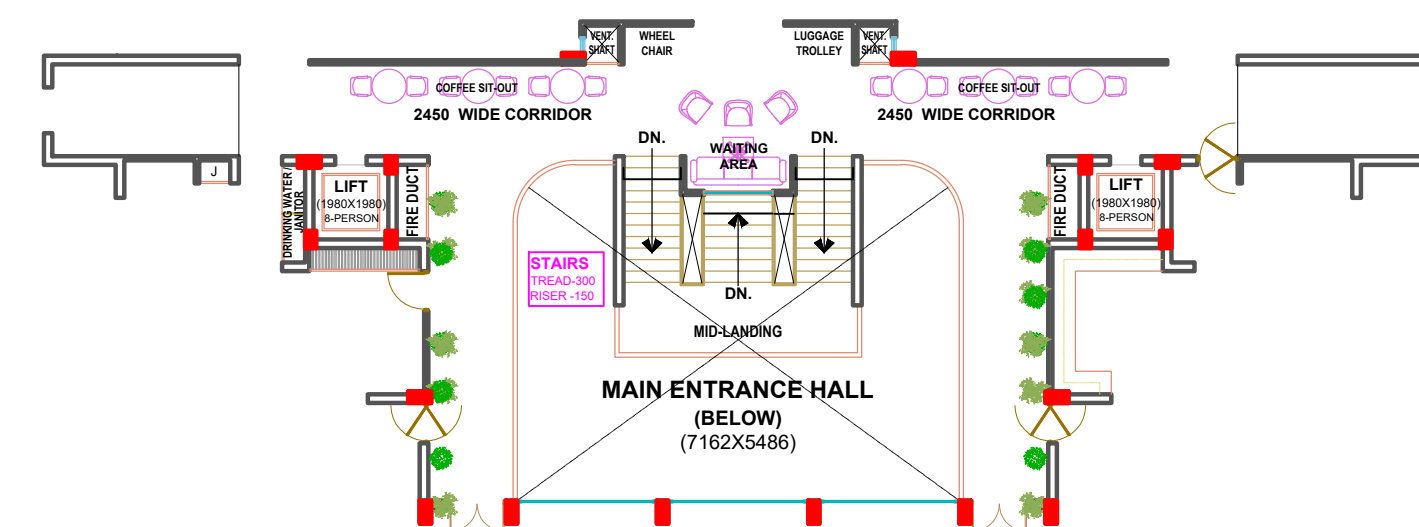 VENT.
SHAFT
WHEEL
CHAIR
LUGGAGE
TROLLEY
VENT.
SHAFT
COFFEE SIT-OUT
2450 WIDE CORRIDOR
COFFEE SIT-OUT
2450 WIDE CORRIDOR
DN.
WAITING
AREA
DN.
J
DRINKING WATER /
JANITOR
LIFT
(1980X1980)
8-PERSON
FIRE DUCT
FIRE DUCT
LIFT
(1980X1980)
8-PERSON
STAIRS
TREAD-300
RISER -150
DN.
MID-LANDING
MAIN ENTRANCE HALL
(BELOW)
(7162X5486)